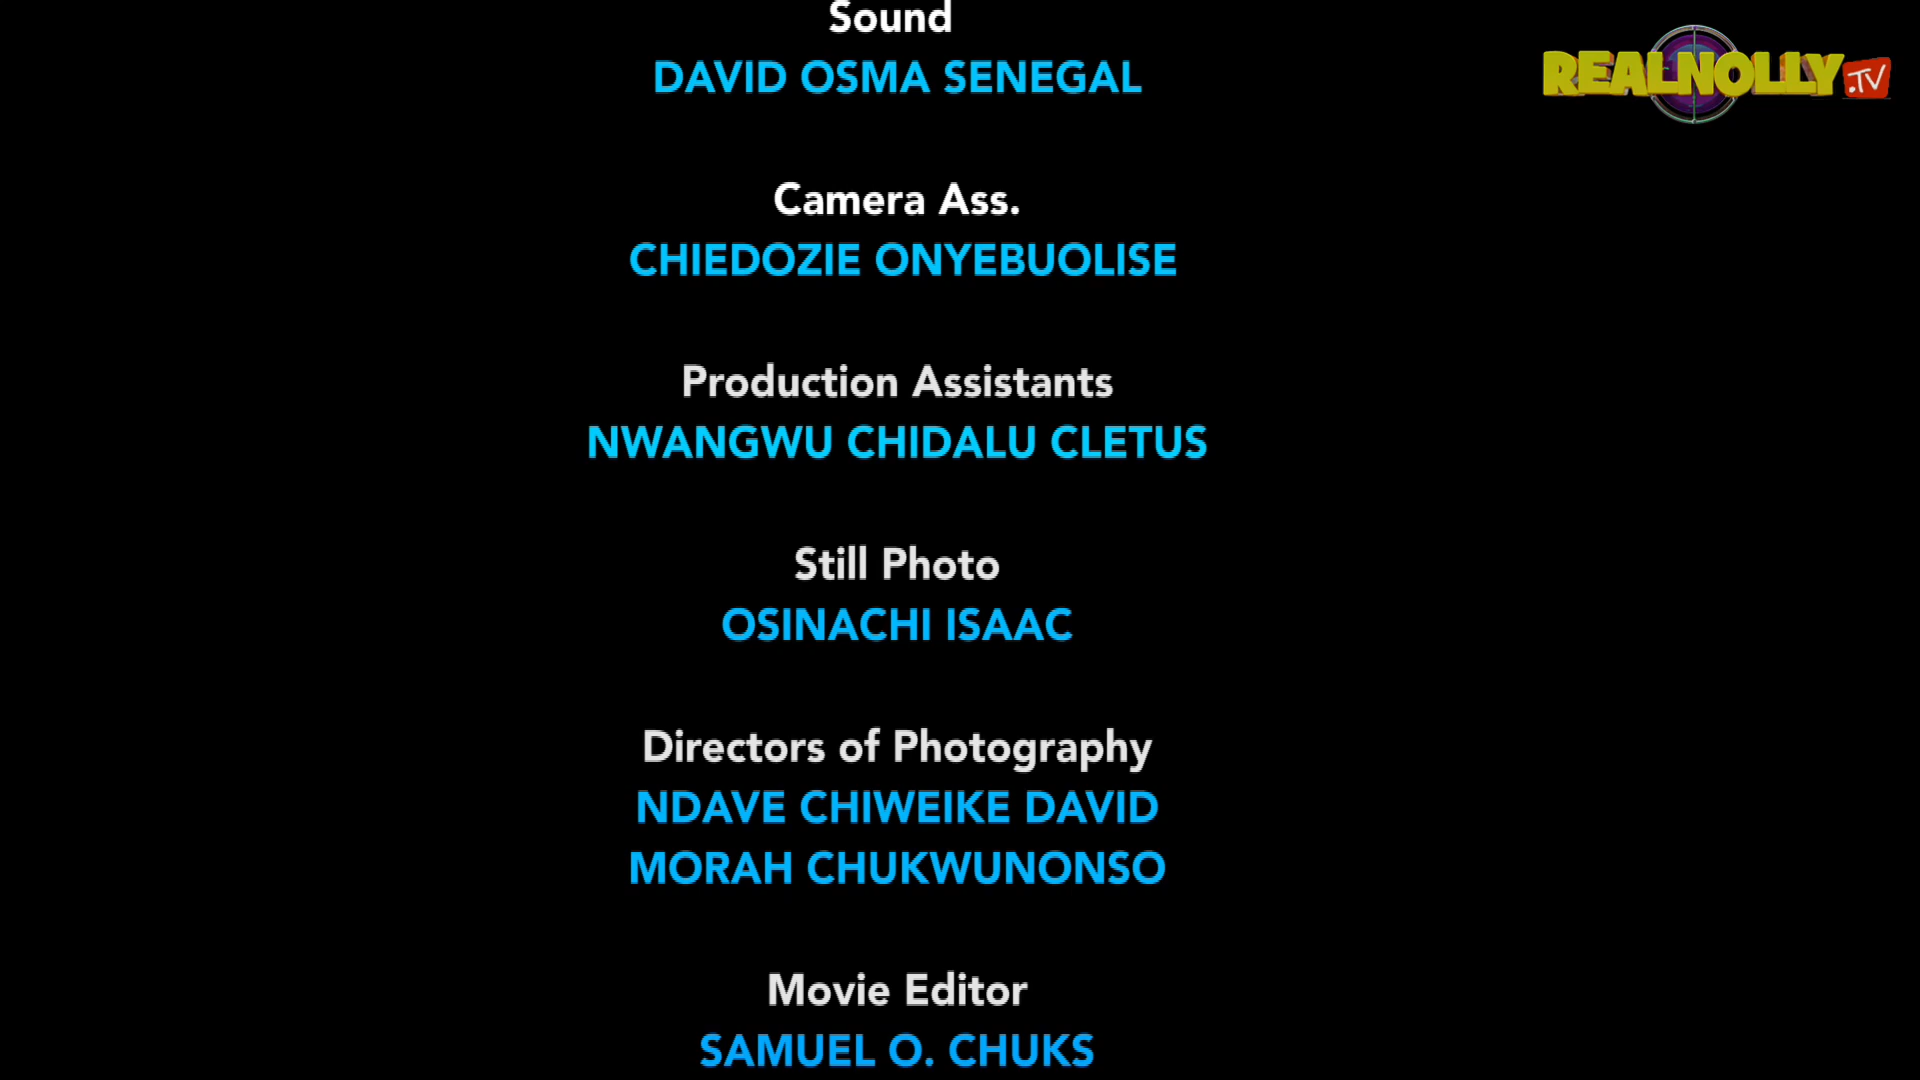 Sound
DAVID OSMA SENEGAL
REALNOLLY.TV
Camera Ass.
CHIEDOZIE ONYEBUOLISE
Production Assistants
NWANGWU CHIDALU CLETUS
Still Photo
OSINACHI ISAAC
Directors of Photography
NDAVE CHIWEIKE DAVID
MORAH CHUKWUNONSO
Movie Editor
SAMUEL O. CHUKS